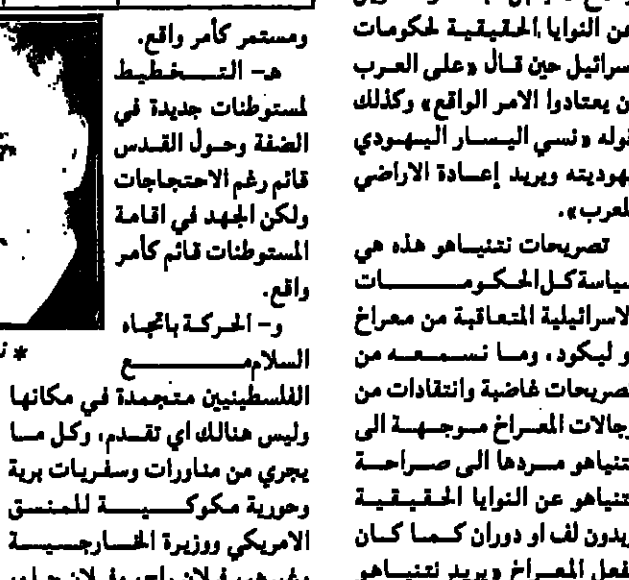 عن النوايا الحقيقية لحكومات
اسرائيل حين قال «على العرب
ان يعتادوا الامر الواقع» وكذلك
قوله «نسي اليسار اليهودي
يهوديته ويريد إعادة الاراضي
للعرب».
تصريحات نتنياهو هذه هي
سياسة كل الحكومات
الاسرائيلية المتعاقبة من معراخ
او ليكود، وما نسمعه من
تصريحات غاضبة وانتقادات من
رجالات المعراخ موجهة الى
نتنياهو مردها الى صراحة
نتنياهو عن النوايا الحقيقية
وبدون لف او دوران كما كان
يفعل المعراخ ويريد نتنياهو
ومستمر كأمر واقع.
هـ- التخطيط
لمستوطنات جديدة في
الضفة وحول القدس
قائم رغم الاحتجاجات
ولكن الجهد في اقامة
المستوطنات قائم كأمر
واقع.
و- الحركة باتجاه
السلام مع
الفلسطينيين متجمدة في مكانها
وليس هنالك اي تقدم، وكل ما
يجري من مناورات وسفريات برية
وحورية مكوكية للمنسق
الامريكي ووزيرة الخارجية